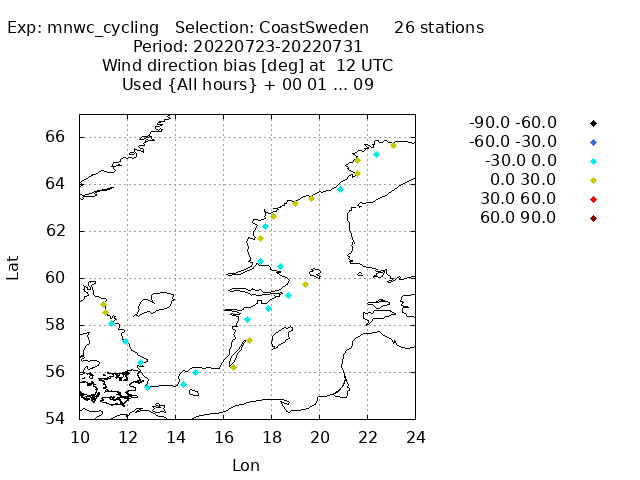 Exp: mnwc_cycling   Selection: CoastSweden     26 stations
Period: 20220723-20220731
Wind direction bias [deg] at  12 UTC
Used {All hours} + 00 01 ... 09
-90.0 -60.0
-60.0 -30.0
-30.0 0.0
0.0 30.0
30.0 60.0
60.0 90.0
66
64
62
60
58
56
54
Lat
10 12 14 16 18 20 22 24
Lon